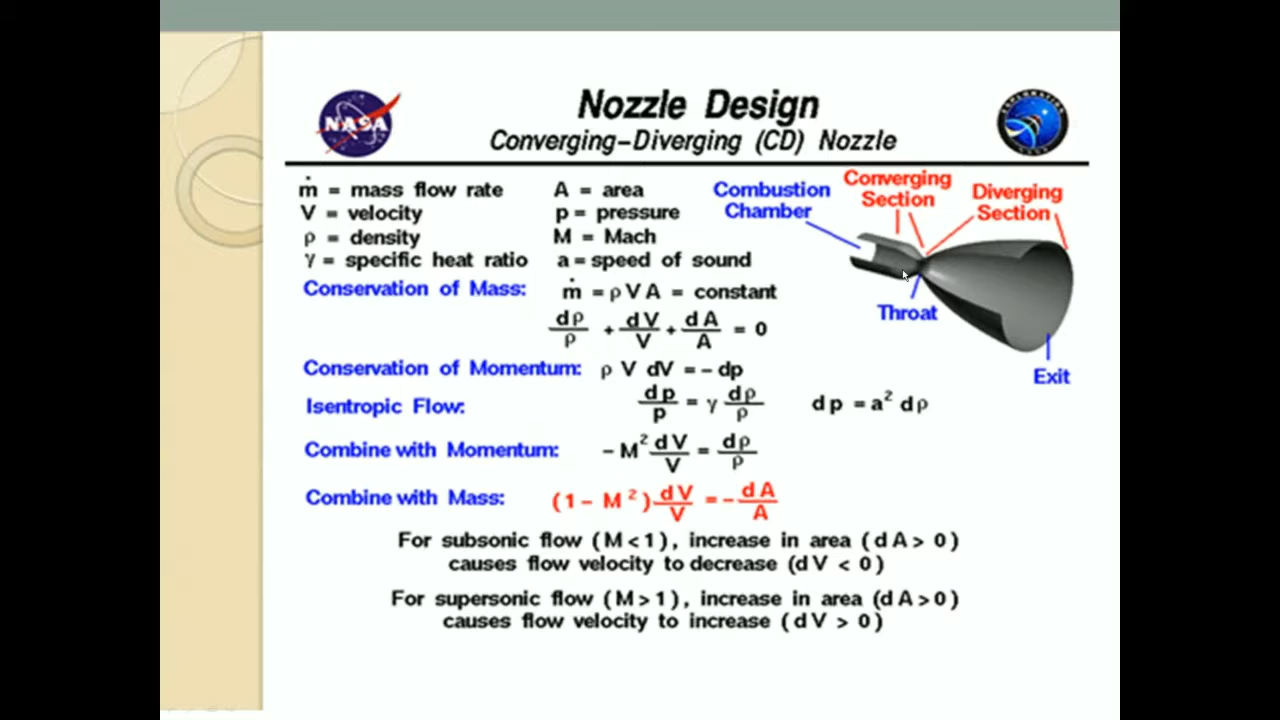 Nozzle Design
Converging-Diverging (CD) Nozzle
NASA
ṁ = mass flow rate
A = area
V = velocity
p = pressure
ρ = density
M = Mach
γ = specific heat ratio
a = speed of sound
Combustion
Chamber
Converging
Section
Diverging
Section
Throat
Exit
Conservation of Mass: ṁ = ρ V A = constant
dρ/ρ + dV/V + dA/A = 0
Conservation of Momentum: ρ V dV = - dp
Isentropic Flow: dp/p = γ dρ/ρ dp = a² dρ
Combine with Momentum: - M² dV/V = dρ/ρ
Combine with Mass: (1 - M²) dV/V = - dA/A
For subsonic flow (M < 1), increase in area (dA > 0)
causes flow velocity to decrease (dV < 0)
For supersonic flow (M > 1), increase in area (dA > 0)
causes flow velocity to increase (dV > 0)